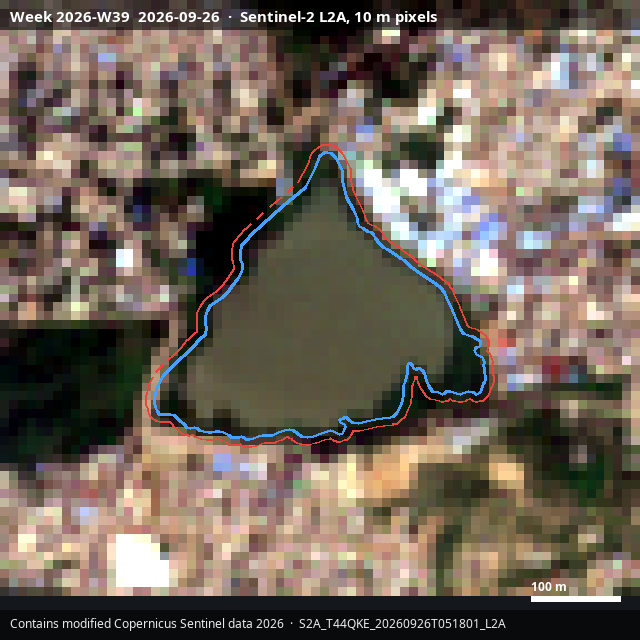 Week 2026-W39  2026-09-26  ·  Sentinel-2 L2A, 10 m pixels
100 m
Contains modified Copernicus Sentinel data 2026  ·  S2A_T44QKE_20260926T051801_L2A